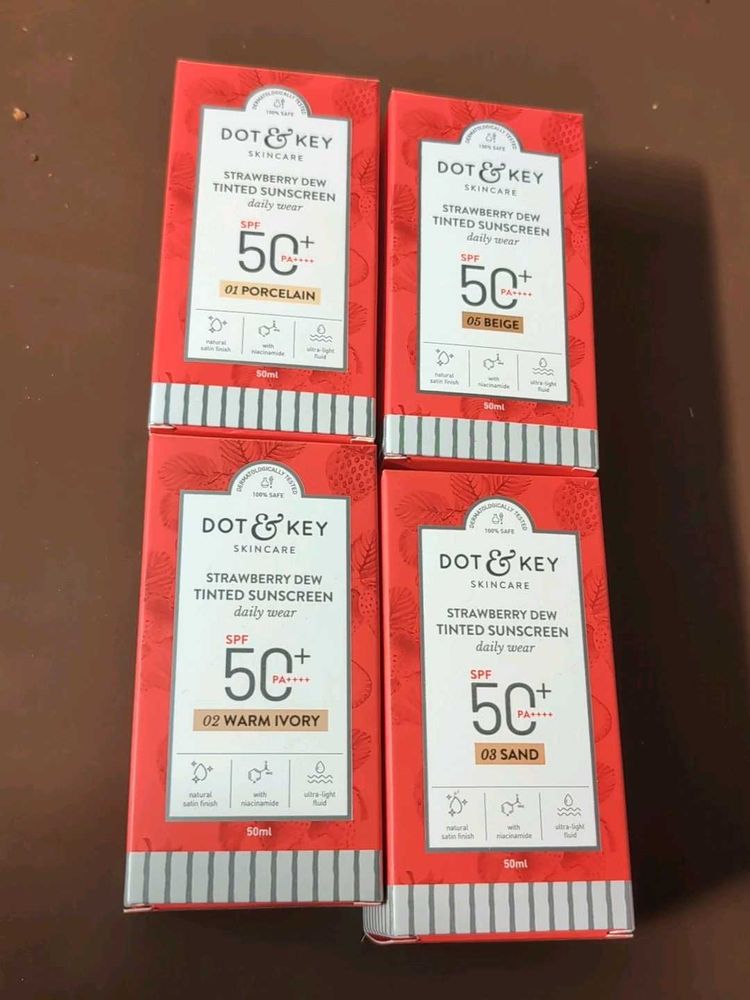 DERMATOLOGICALLY TESTED
100% SAFE
DOT & KEY
SKINCARE
STRAWBERRY DEW
TINTED SUNSCREEN
daily wear
SPF
50+
PA++++
01 PORCELAIN
natural
satin finish
with
niacinamide
ultra-light
fluid
50ml
DERMATOLOGICALLY TESTED
100% SAFE
DOT & KEY
SKINCARE
STRAWBERRY DEW
TINTED SUNSCREEN
daily wear
SPF
50+
PA++++
05 BEIGE
natural
satin finish
with
niacinamide
ultra-light
fluid
50ml
DERMATOLOGICALLY TESTED
100% SAFE
DOT & KEY
SKINCARE
STRAWBERRY DEW
TINTED SUNSCREEN
daily wear
SPF
50+
PA++++
02 WARM IVORY
natural
satin finish
with
niacinamide
ultra-light
fluid
50ml
DERMATOLOGICALLY TESTED
100% SAFE
DOT & KEY
SKINCARE
STRAWBERRY DEW
TINTED SUNSCREEN
daily wear
SPF
50+
PA++++
03 SAND
natural
satin finish
with
niacinamide
ultra-light
fluid
50ml